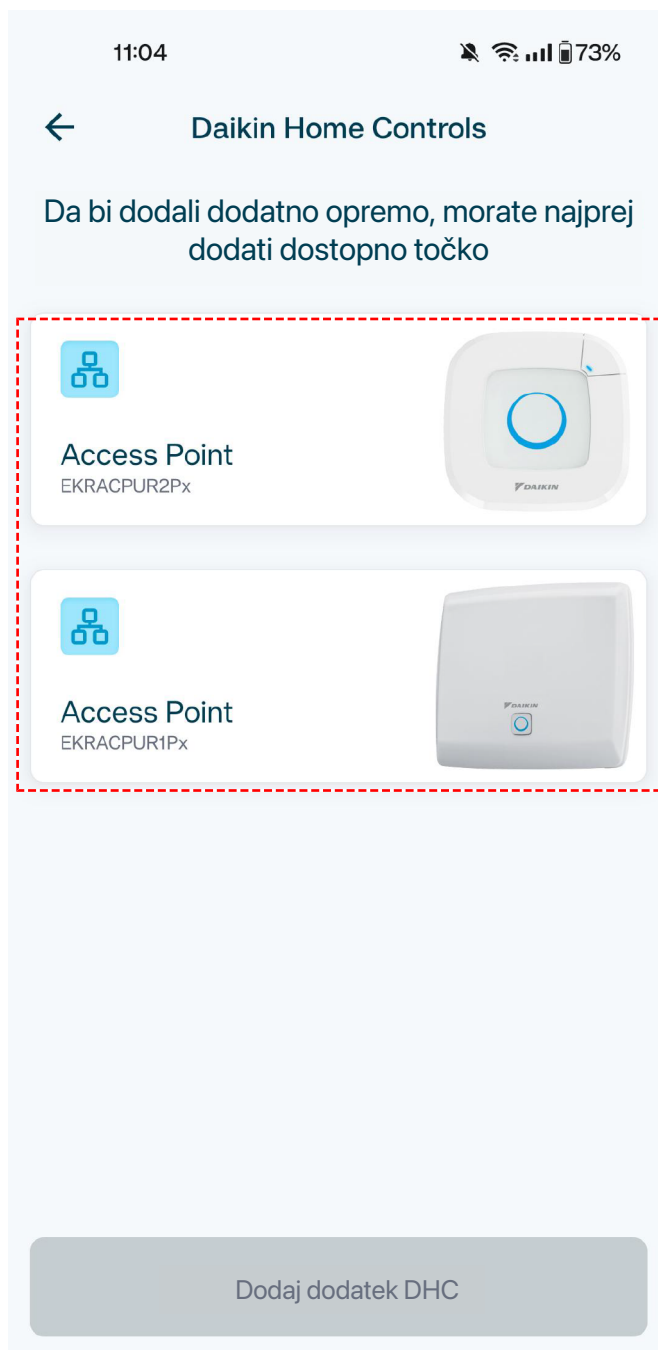 11:04
73%
Daikin Home Controls
Da bi dodali dodatno opremo, morate najprej
dodati dostopno točko
Access Point
EKRACPUR2Px
DAIKIN
Access Point
EKRACPUR1Px
DAIKIN
Dodaj dodatek DHC